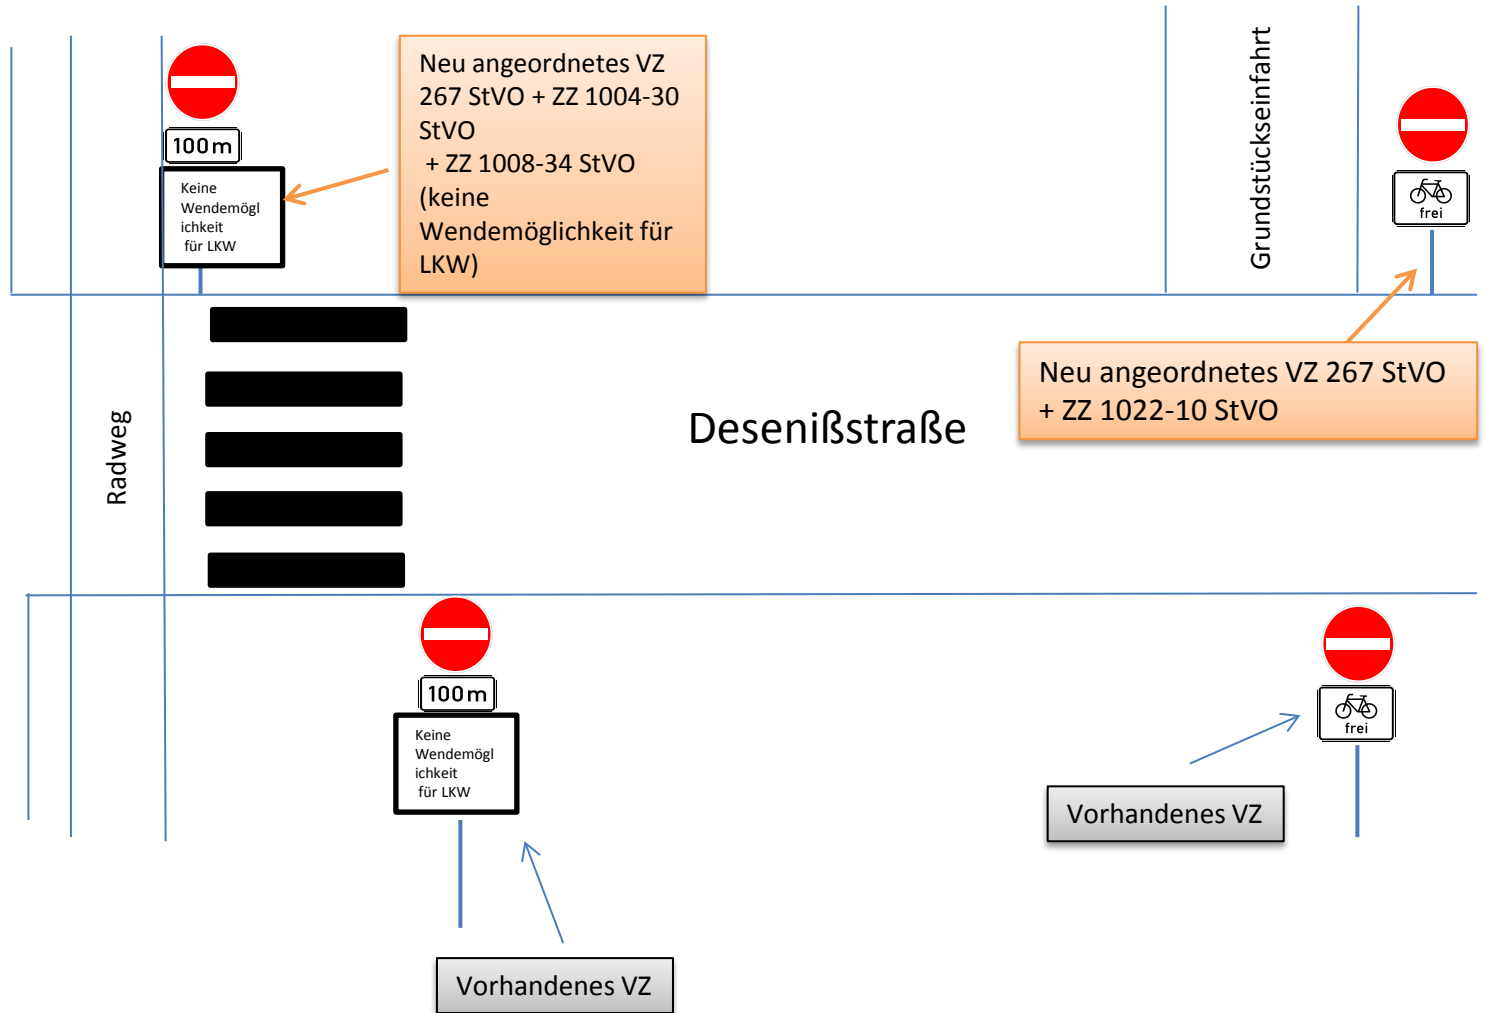 100 m
Keine
Wendemögl
ichkeit
für LKW
Neu angeordnetes VZ
267 StVO + ZZ 1004-30
StVO
+ ZZ 1008-34 StVO
(keine
Wendemöglichkeit für
LKW)
Grundstückseinfahrt
frei
Neu angeordnetes VZ 267 StVO
+ ZZ 1022-10 StVO
Radweg
Desenißstraße
100 m
Keine
Wendemögl
ichkeit
für LKW
frei
Vorhandenes VZ
Vorhandenes VZ